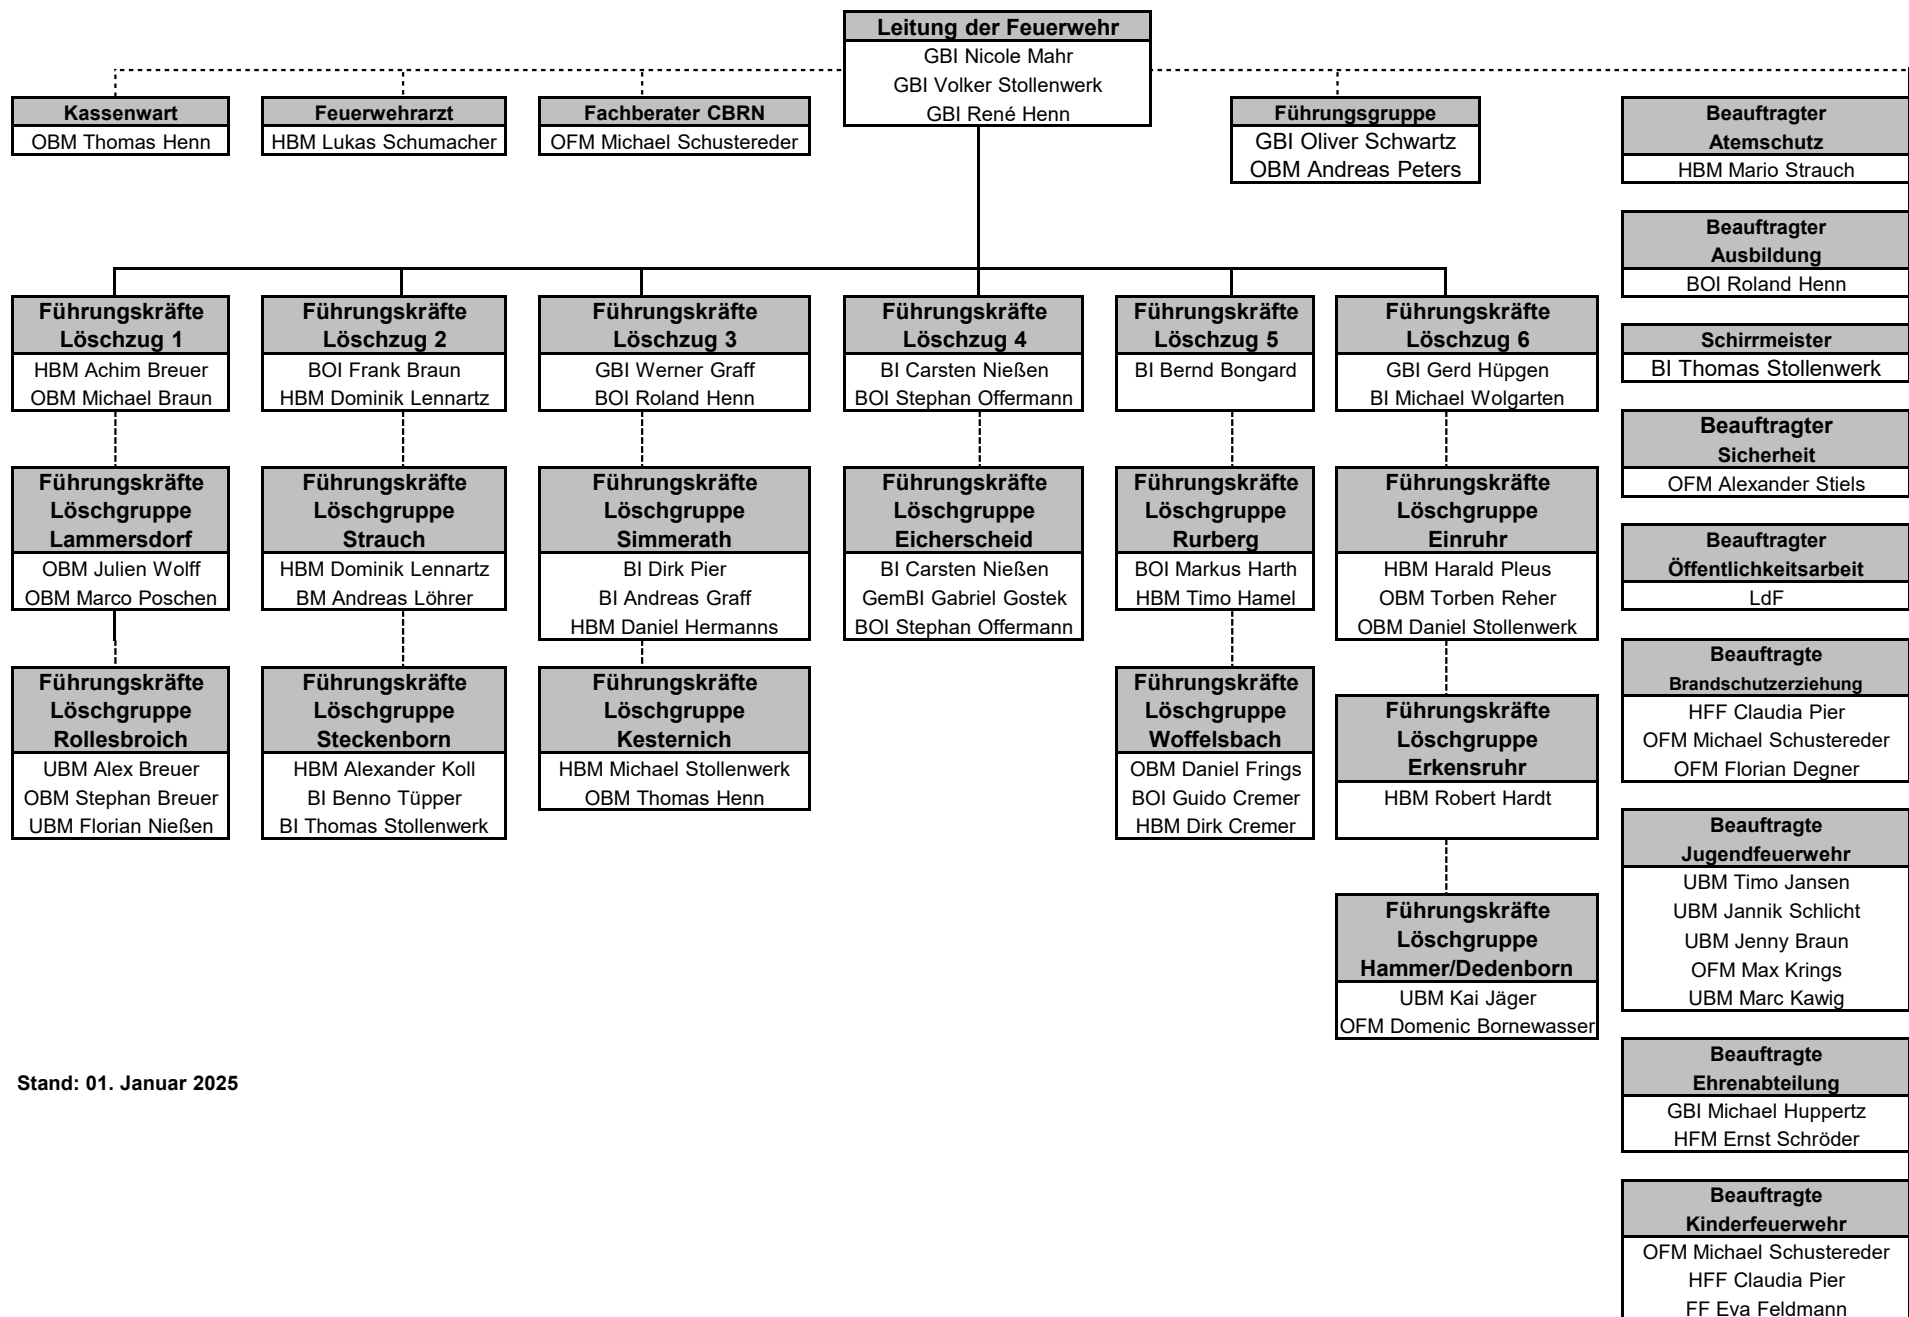 Leitung der Feuerwehr
GBI Nicole Mahr
GBI Volker Stollenwerk
GBI René Henn
Kassenwart
OBM Thomas Henn
Feuerwehrarzt
HBM Lukas Schumacher
Fachberater CBRN
OFM Michael Schustereder
Führungsgruppe
GBI Oliver Schwartz
OBM Andreas Peters
Führungskräfte
Löschzug 1
HBM Achim Breuer
OBM Michael Braun
Führungskräfte
Löschzug 2
BOI Frank Braun
HBM Dominik Lennartz
Führungskräfte
Löschzug 3
GBI Werner Graff
BOI Roland Henn
Führungskräfte
Löschzug 4
BI Carsten Nießen
BOI Stephan Offermann
Führungskräfte
Löschzug 5
BI Bernd Bongard
Führungskräfte
Löschzug 6
GBI Gerd Hüpgen
BI Michael Wolgarten
Führungskräfte
Löschgruppe
Lammersdorf
OBM Julien Wolff
OBM Marco Poschen
Führungskräfte
Löschgruppe
Strauch
HBM Dominik Lennartz
BM Andreas Löhrer
Führungskräfte
Löschgruppe
Simmerath
BI Dirk Pier
BI Andreas Graff
HBM Daniel Hermanns
Führungskräfte
Löschgruppe
Eicherscheid
BI Carsten Nießen
GemBI Gabriel Gostek
BOI Stephan Offermann
Führungskräfte
Löschgruppe
Rurberg
BOI Markus Harth
HBM Timo Hamel
Führungskräfte
Löschgruppe
Einruhr
HBM Harald Pleus
OBM Torben Reher
OBM Daniel Stollenwerk
Führungskräfte
Löschgruppe
Rollesbroich
UBM Alex Breuer
OBM Stephan Breuer
UBM Florian Nießen
Führungskräfte
Löschgruppe
Steckenborn
HBM Alexander Koll
BI Benno Tüpper
BI Thomas Stollenwerk
Führungskräfte
Löschgruppe
Kesternich
HBM Michael Stollenwerk
OBM Thomas Henn
Führungskräfte
Löschgruppe
Woffelsbach
OBM Daniel Frings
BOI Guido Cremer
HBM Dirk Cremer
Führungskräfte
Löschgruppe
Erkensruhr
HBM Robert Hardt
Führungskräfte
Löschgruppe
Hammer/Dedenborn
UBM Kai Jäger
OFM Domenic Bornewasser
Beauftragter
Atemschutz
HBM Mario Strauch
Beauftragter
Ausbildung
BOI Roland Henn
Schirrmeister
BI Thomas Stollenwerk
Beauftragter
Sicherheit
OFM Alexander Stiels
Beauftragter
Öffentlichkeitsarbeit
LdF
Beauftragte
Brandschutzerziehung
HFF Claudia Pier
OFM Michael Schustereder
OFM Florian Degner
Beauftragte
Jugendfeuerwehr
UBM Timo Jansen
UBM Jannik Schlicht
UBM Jenny Braun
OFM Max Krings
UBM Marc Kawig
Beauftragte
Ehrenabteilung
GBI Michael Huppertz
HFM Ernst Schröder
Beauftragte
Kinderfeuerwehr
OFM Michael Schustereder
HFF Claudia Pier
FF Eva Feldmann
Stand: 01. Januar 2025